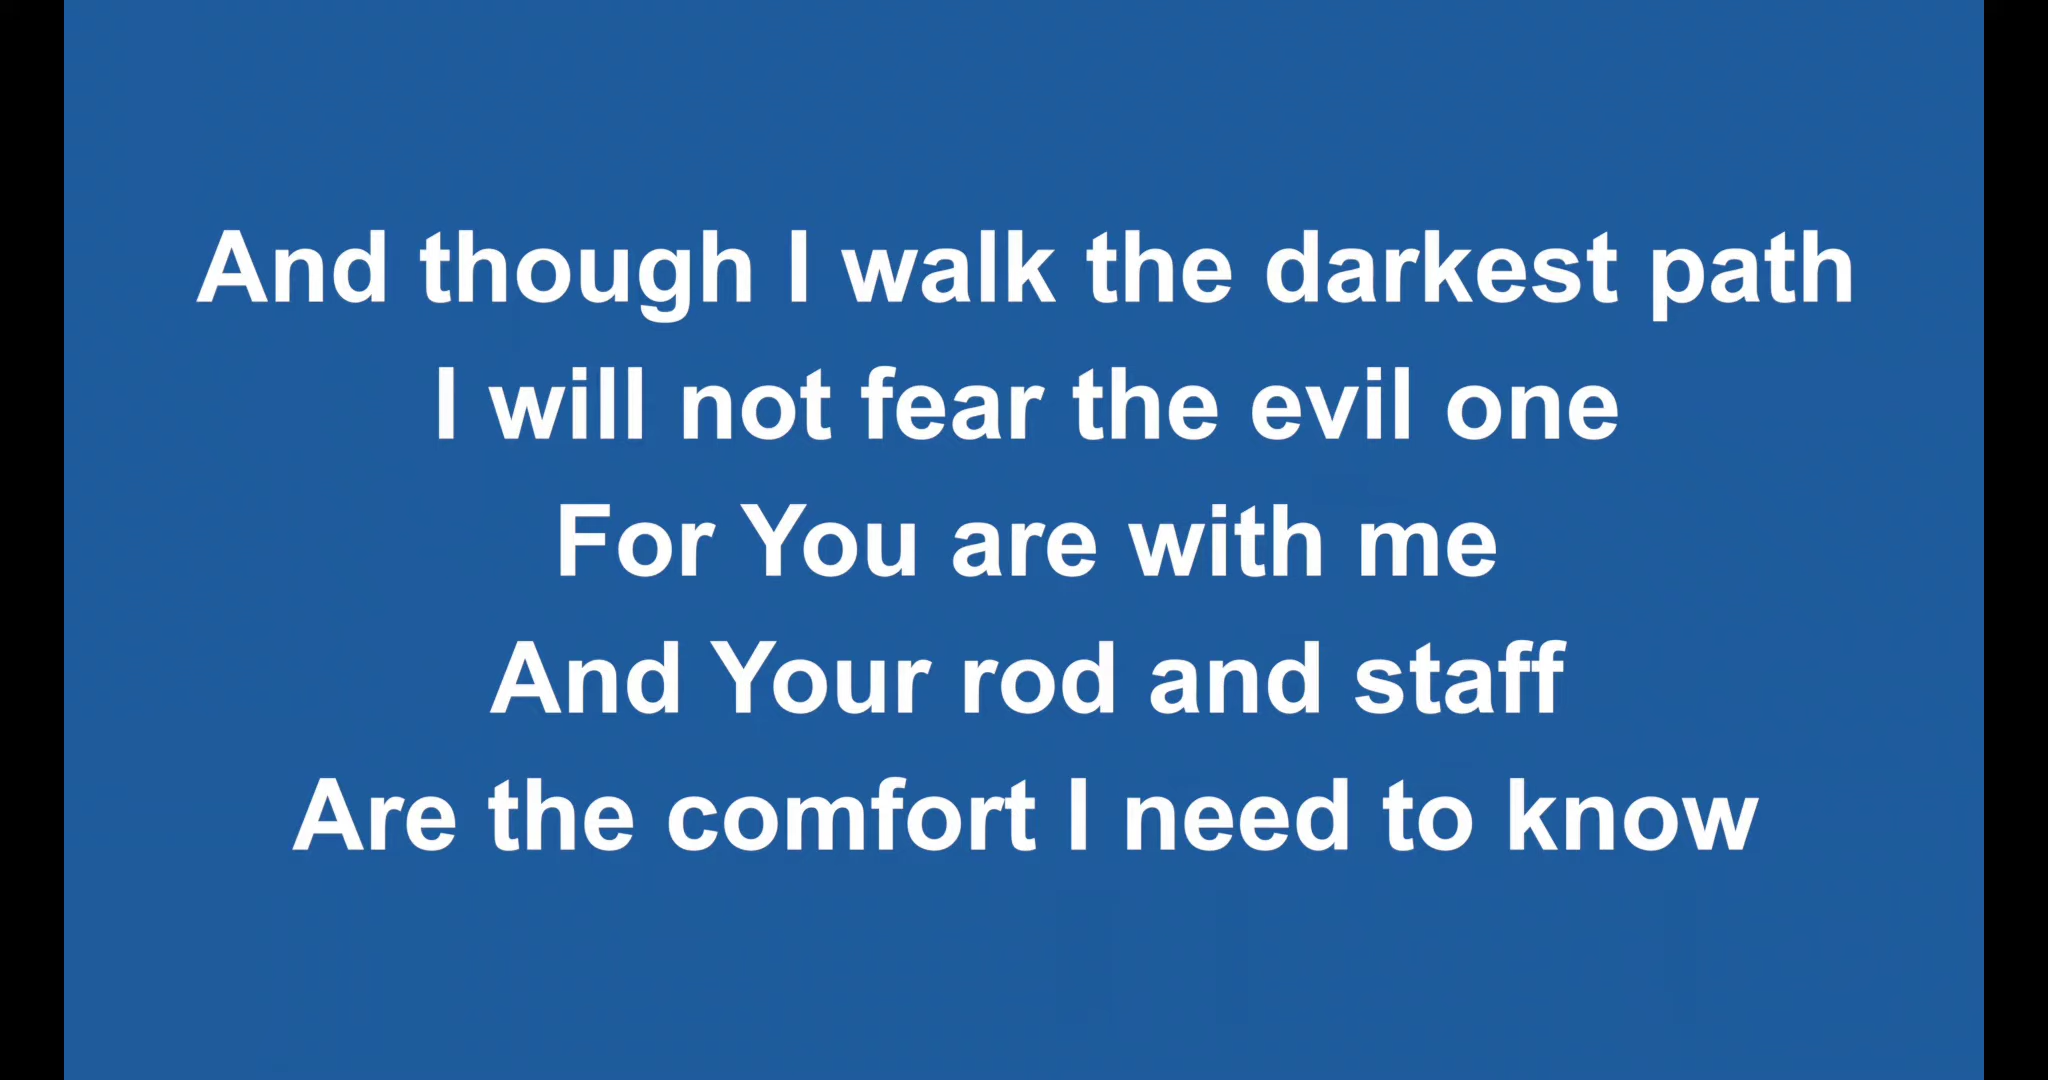 And though I walk the darkest path
I will not fear the evil one
For You are with me
And Your rod and staff
Are the comfort I need to know